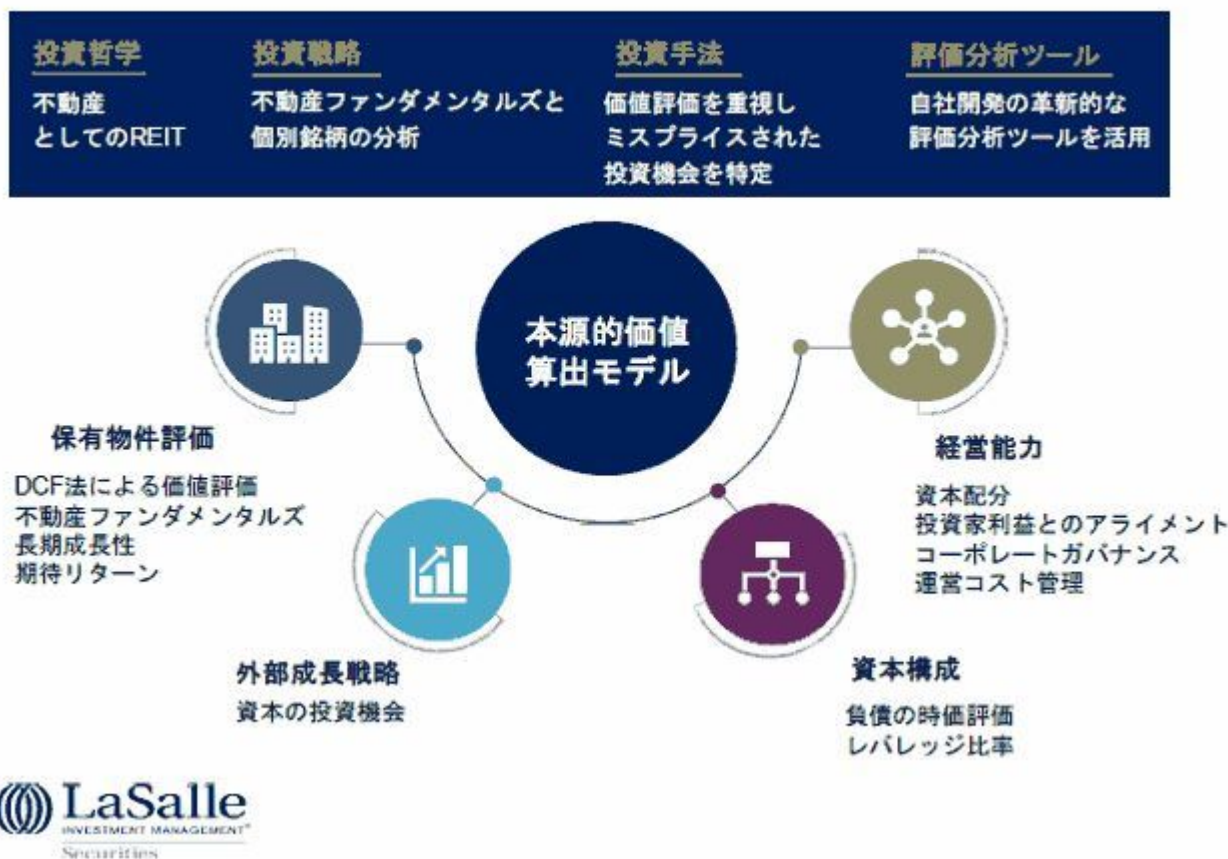 投資哲学
不動産
としてのREIT
投資戦略
不動産ファンダメンタルズと
個別銘柄の分析
投資手法
価値評価を重視し
ミスプライスされた
投資機会を特定
評価分析ツール
自社開発の革新的な
評価分析ツールを活用
本源的価値
算出モデル
保有物件評価
DCF法による価値評価
不動産ファンダメンタルズ
長期成長性
期待リターン
外部成長戦略
資本の投資機会
資本構成
負債の時価評価
レバレッジ比率
経営能力
資本配分
投資家利益とのアライメント
コーポレートガバナンス
運営コスト管理
LaSalle
INVESTMENT MANAGEMENT®
Securities